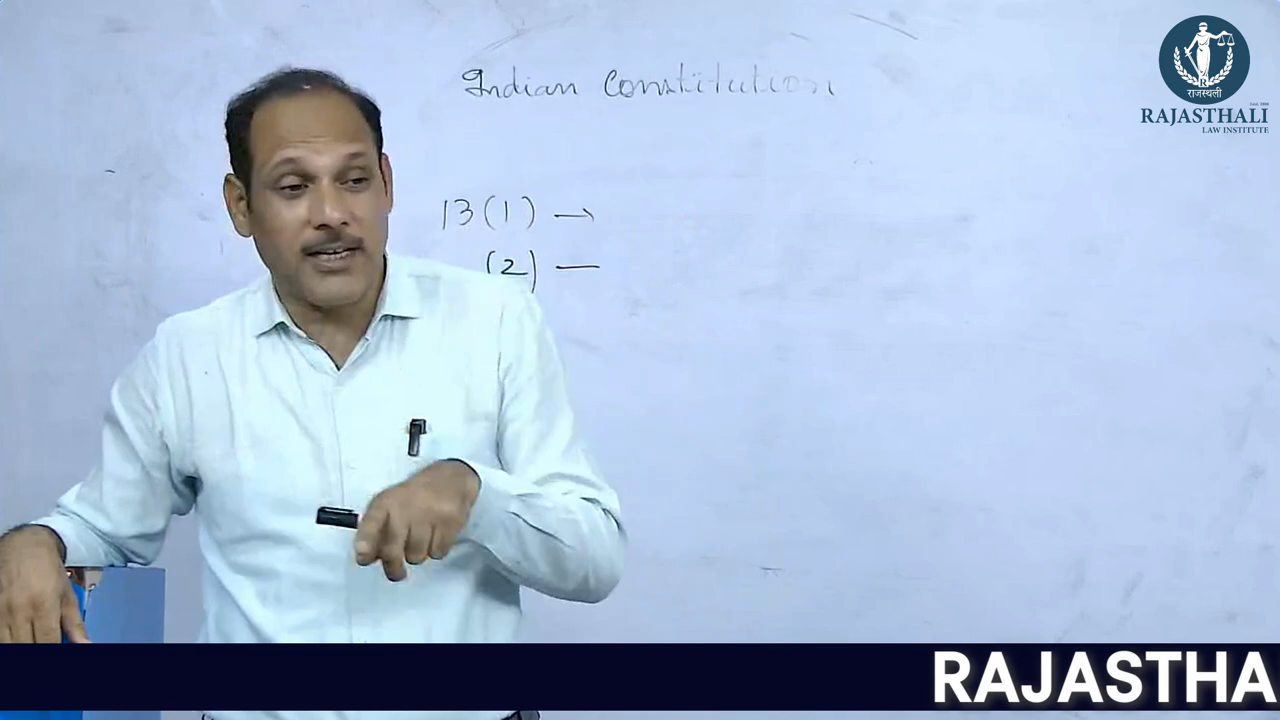 Indian Constitution
13(1) →
(2) —
राजस्थली
RAJASTHALI
LAW INSTITUTE
RAJASTHA